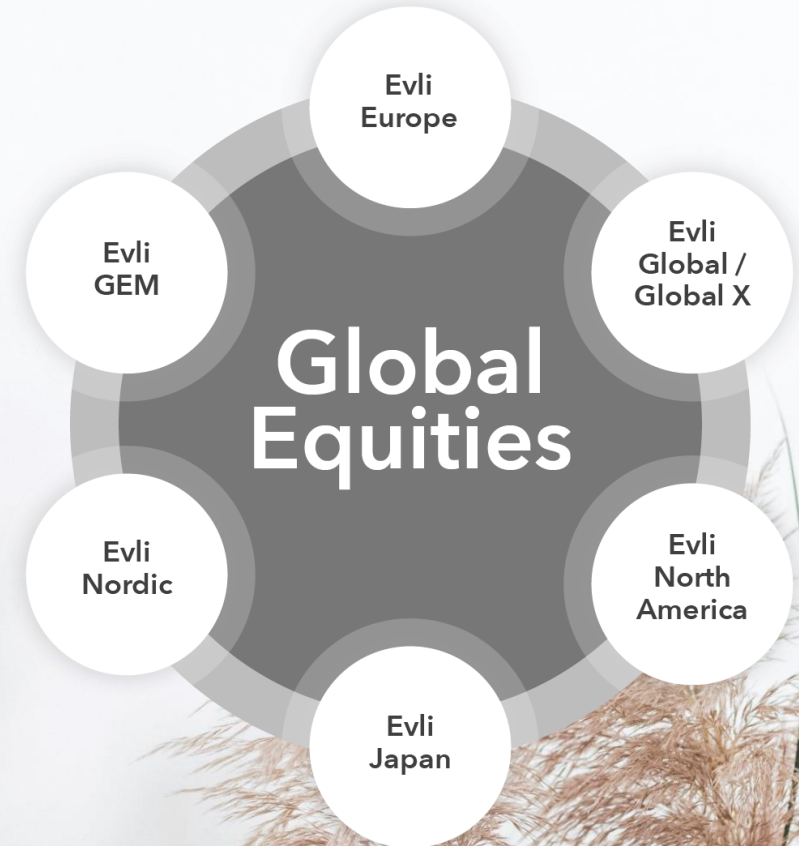 Evli
Europe
Evli
Global /
Global X
Evli
North
America
Evli
Japan
Evli
Nordic
Evli
GEM
Global
Equities